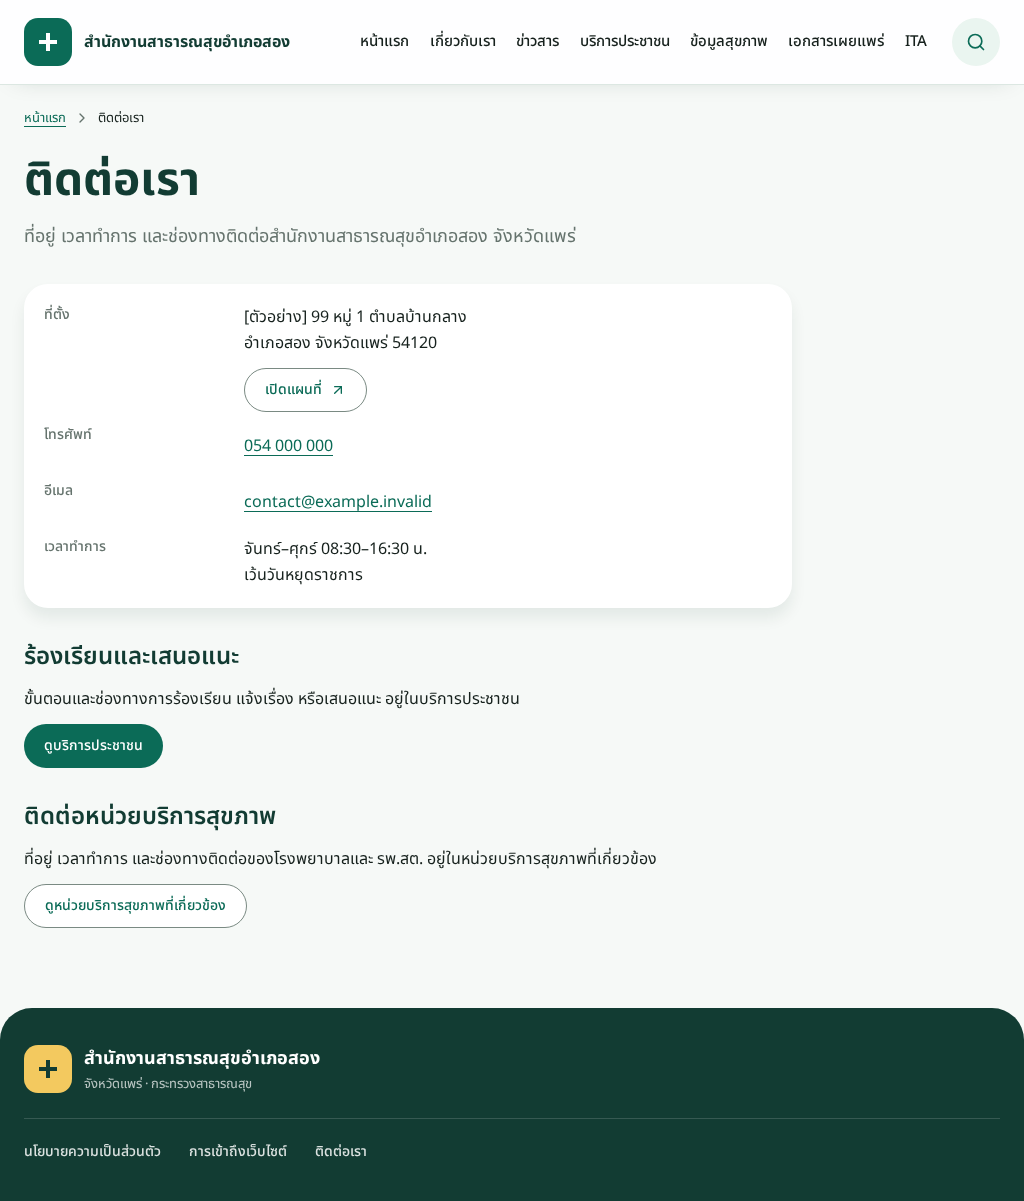 สำนักงานสาธารณสุขอำเภอสอง
หน้าแรก เกี่ยวกับเรา ข่าวสาร บริการประชาชน ข้อมูลสุขภาพ เอกสารเผยแพร่ ITA
หน้าแรก ติดต่อเรา
ติดต่อเรา
ที่อยู่ เวลาทำการ และช่องทางติดต่อสำนักงานสาธารณสุขอำเภอสอง จังหวัดแพร่
ที่ตั้ง
[ตัวอย่าง] 99 หมู่ 1 ตำบลบ้านกลาง
อำเภอสอง จังหวัดแพร่ 54120
เปิดแผนที่
โทรศัพท์
054 000 000
อีเมล
contact@example.invalid
เวลาทำการ
จันทร์–ศุกร์ 08:30–16:30 น.
เว้นวันหยุดราชการ
ร้องเรียนและเสนอแนะ
ขั้นตอนและช่องทางการร้องเรียน แจ้งเรื่อง หรือเสนอแนะ อยู่ในบริการประชาชน
ดูบริการประชาชน
ติดต่อหน่วยบริการสุขภาพ
ที่อยู่ เวลาทำการ และช่องทางติดต่อของโรงพยาบาลและ รพ.สต. อยู่ในหน่วยบริการสุขภาพที่เกี่ยวข้อง
ดูหน่วยบริการสุขภาพที่เกี่ยวข้อง
สำนักงานสาธารณสุขอำเภอสอง
จังหวัดแพร่ · กระทรวงสาธารณสุข
นโยบายความเป็นส่วนตัว การเข้าถึงเว็บไซต์ ติดต่อเรา